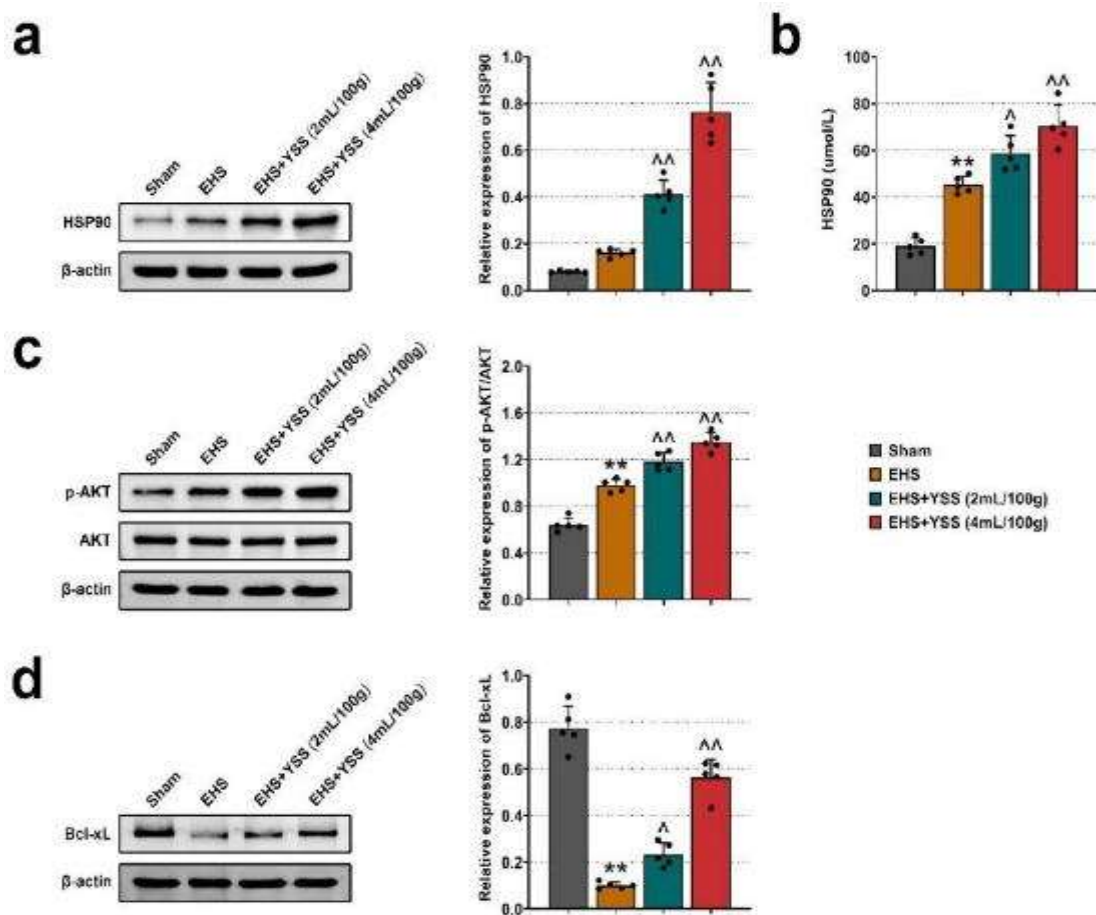 a
Sham
EHS
EHS+YSS (2mL/100g)
EHS+YSS (4mL/100g)
HSP90
β-actin
Relative expression of HSP90
1.0
0.8
0.6
0.4
0.2
0.0
^^
^^
b
HSP90 (umol/L)
100
80
60
40
20
0
**
^
^^
c
Sham
EHS
EHS+YSS (2mL/100g)
EHS+YSS (4mL/100g)
p-AKT
AKT
β-actin
Relative expression of p-AKT/AKT
2.0
1.6
1.2
0.8
0.4
0.0
**
^^
^^
Sham
EHS
EHS+YSS (2mL/100g)
EHS+YSS (4mL/100g)
d
Sham
EHS
EHS+YSS (2mL/100g)
EHS+YSS (4mL/100g)
Bcl-xL
β-actin
Relative expression of Bcl-xL
1.0
0.8
0.6
0.4
0.2
0.0
**
^
^^